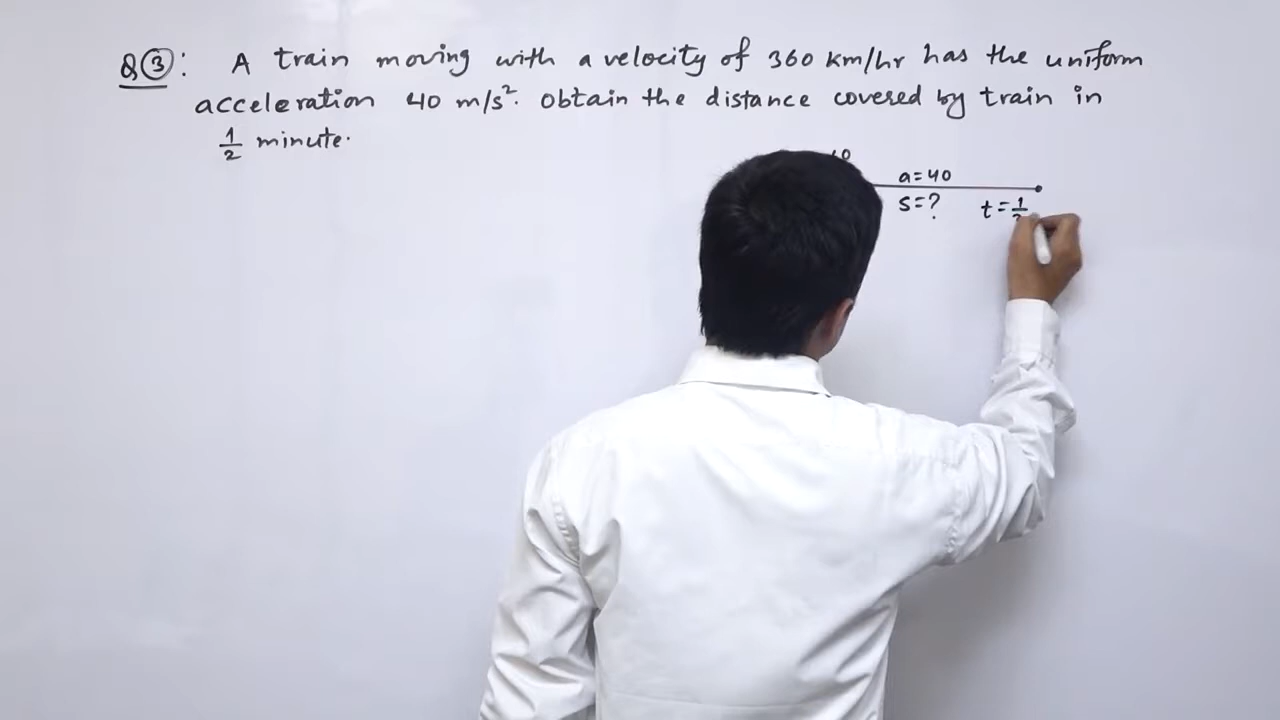 Q③: A train moving with a velocity of 360 km/hr has the uniform
acceleration 40 m/s². obtain the distance covered by train in
1/2 minute.
a=40
s=?
t=1